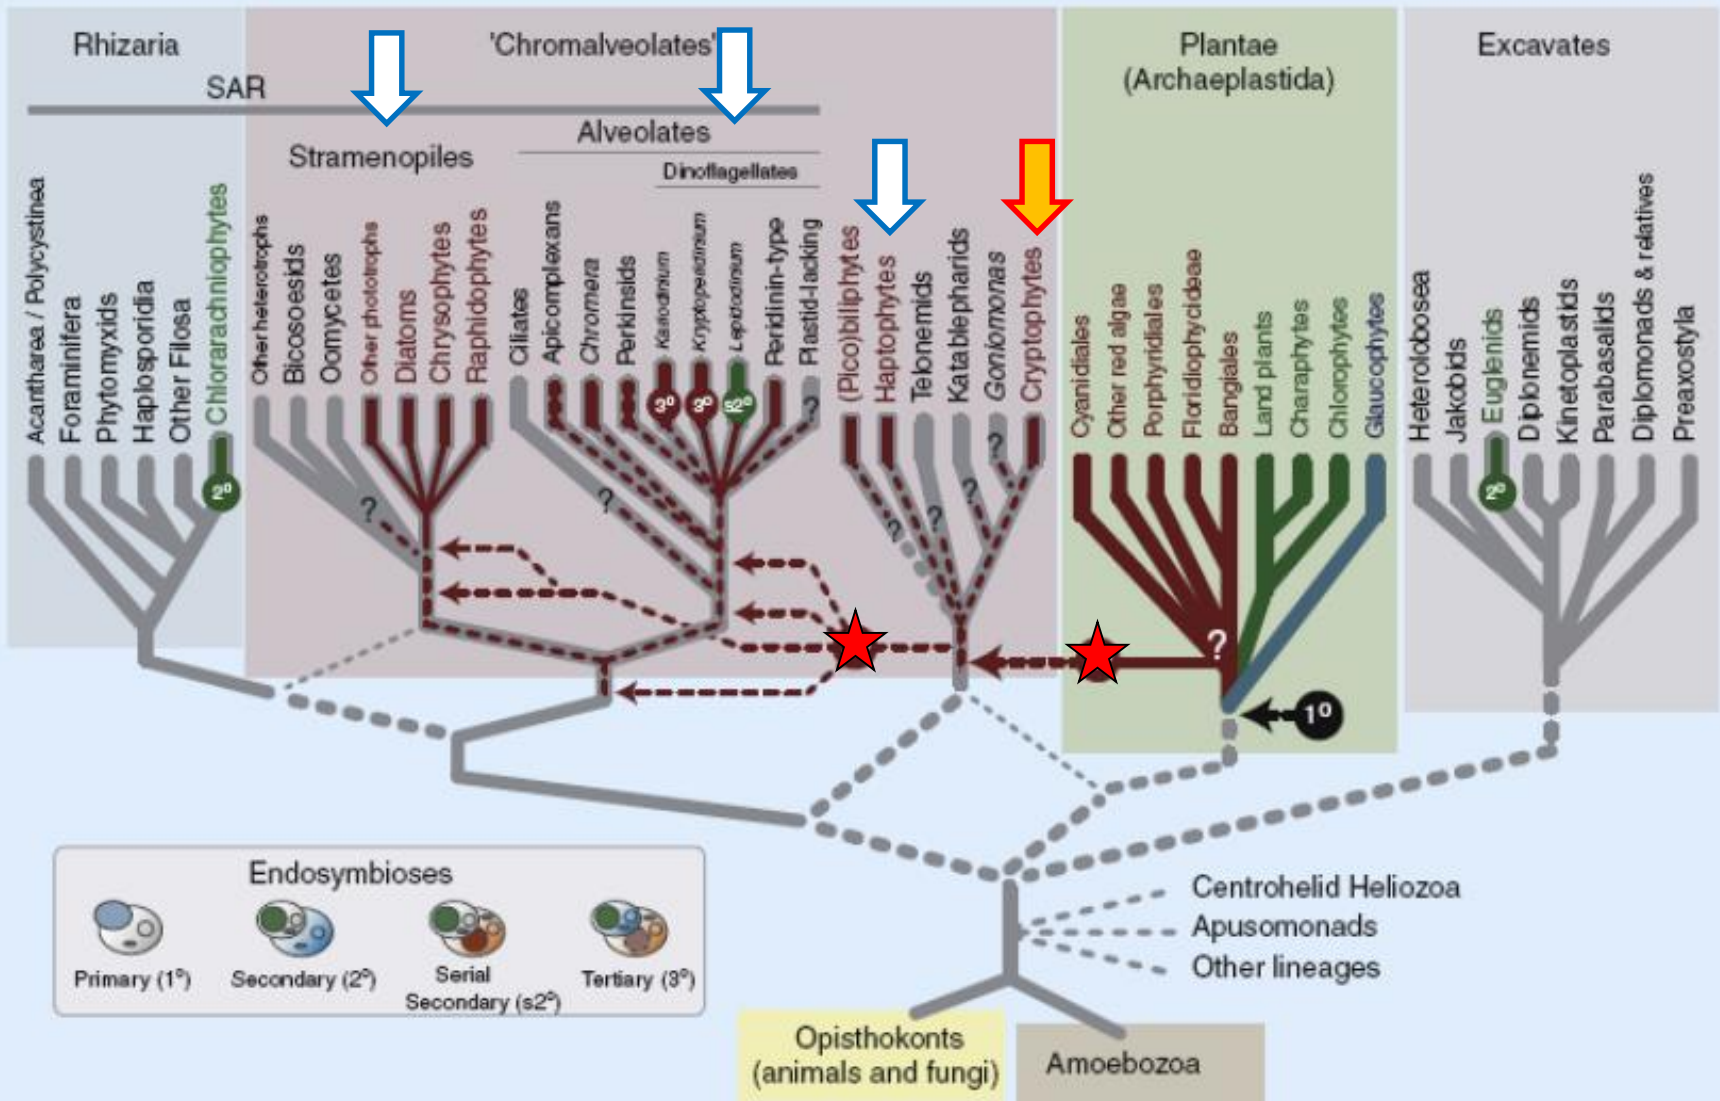 Rhizaria
'Chromalveolates'
Plantae
(Archaeplastida)
Excavates
SAR
Alveolates
Stramenopiles
Dinoflagellates
Acantharea / Polycystinea
Foraminifera
Phytomyxids
Haplosporidia
Other Filosa
Chlorarachniophytes
Other heterotrophs
Bicosoesids
Oomycetes
Other phototrophs
Diatoms
Chrysophytes
Raphidophytes
Ciliates
Apicomplexans
Chromera
Perkinsids
Karlodinium
Kryptoperidinium
Lepidodinium
Peridinin-type
Plastid-lacking
(Pico)biliphytes
Haptophytes
Telonemids
Katablepharids
Goniomonas
Cryptophytes
Cyanidiales
Other red algae
Porphyridiales
Floridiophycideae
Bangiales
Land plants
Charaphytes
Chlorophytes
Glaucophytes
Heterolobosea
Jakobids
Euglenids
Diplonemids
Kinetoplastids
Parabasalids
Diplomonads & relatives
Preaxostyla
3º
3º
s2º
?
2º
2º
?
?
?
?
?
?
?
1º
Endosymbioses
Primary (1º)
Secondary (2º)
Serial
Secondary (s2º)
Tertiary (3º)
Centrohelid Heliozoa
Apusomonads
Other lineages
Opisthokonts
(animals and fungi)
Amoebozoa